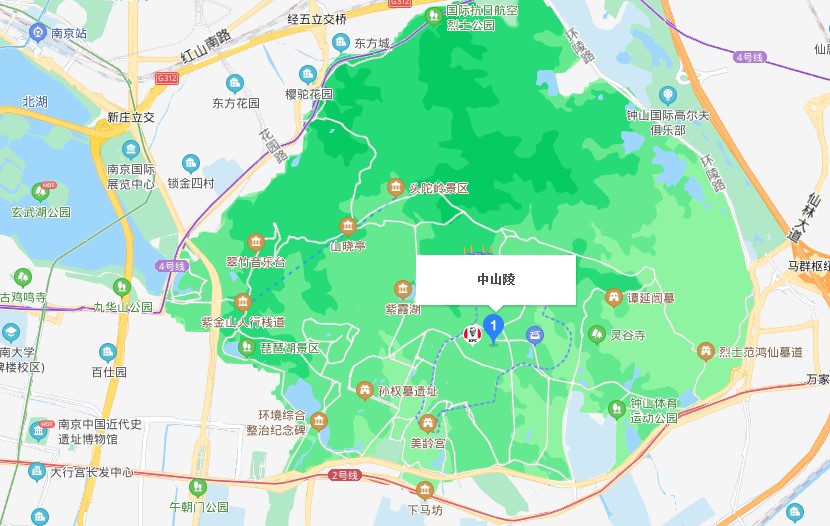 G312
国际抗日航空
烈士公园
经五立交桥
南京站
红山南路
东方城
环陵路
4号线
G312
樱驼花园
东方花园
北湖
新庄立交
钟山国际高尔夫
俱乐部
花园路
南京国际
展览中心
锁金四村
环陵路
HOT
玄武湖公园
头陀岭景区
仙林大道
山晓亭
翠竹音乐台
4号线
马群枢纽
中山陵
古鸡鸣寺
九华山公园
紫金山人行栈道
紫霞湖
谭延闿墓
KFC
1
灵谷寺
琵琶湖景区
烈士范鸿仙墓道
南大学
牌楼校区)
百仕园
万家
孙权墓遗址
钟山体育
运动公园
环境综合
整治纪念碑
HOT
南京中国近代史
遗址博物馆
美龄宫
大行宫长发中心
2号线
午朝门公园
下马坊